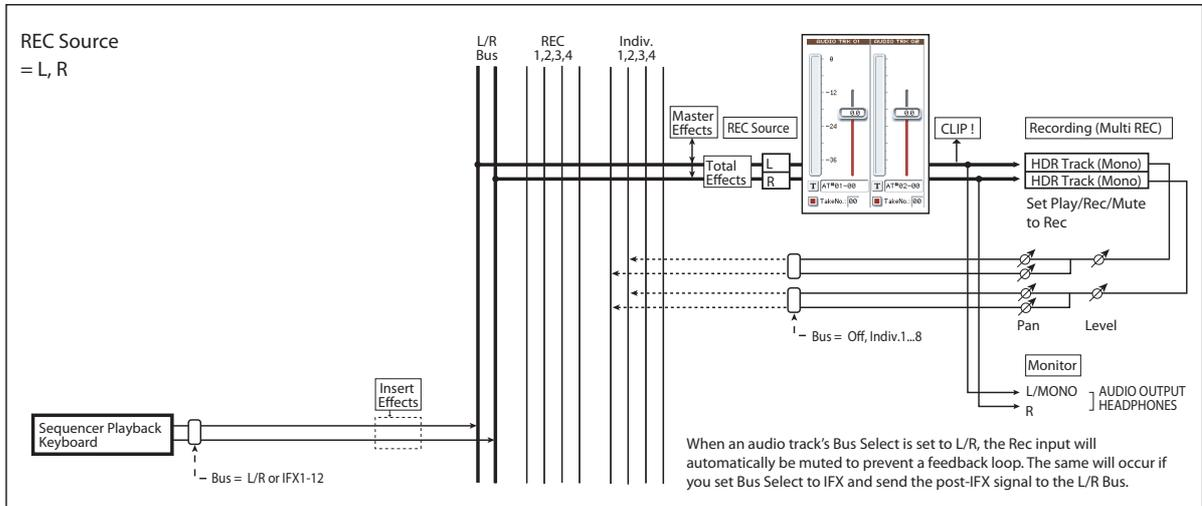 REC Source
= L, R
L/R
Bus
REC
1,2,3,4
Indiv.
1,2,3,4
AUDIO TRK 01 AUDIO TRK 02
0
-12
-24
-36
0.0 0.0
T AT#01-00 T AT#02-00
TakeNo.: 00 TakeNo.: 00
Master
Effects
REC Source
Total
Effects
L
R
CLIP !
Recording (Multi REC)
HDR Track (Mono)
HDR Track (Mono)
Set Play/Rec/Mute
to Rec
Pan
Level
Bus = Off, Indiv.1...8
Monitor
L/MONO
R
AUDIO OUTPUT
HEADPHONES
Insert
Effects
Sequencer Playback
Keyboard
Bus = L/R or IFX1-12
When an audio track's Bus Select is set to L/R, the Rec input will
automatically be muted to prevent a feedback loop. The same will occur if
you set Bus Select to IFX and send the post-IFX signal to the L/R Bus.